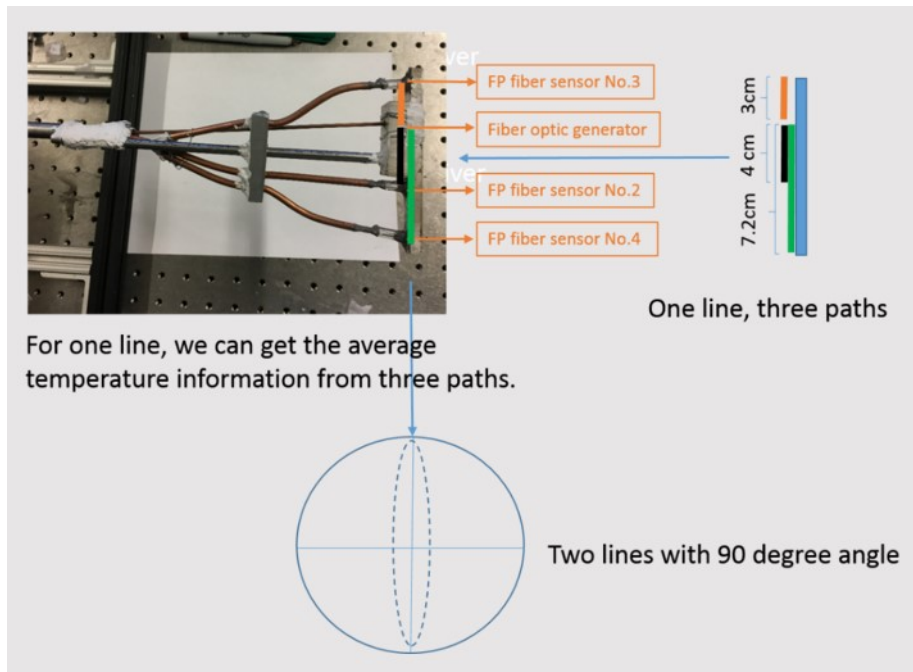 ver
FP fiber sensor No.3
Fiber optic generator
ver
FP fiber sensor No.2
FP fiber sensor No.4
3cm
4 cm
7.2cm
One line, three paths
For one line, we can get the average
temperature information from three paths.
Two lines with 90 degree angle